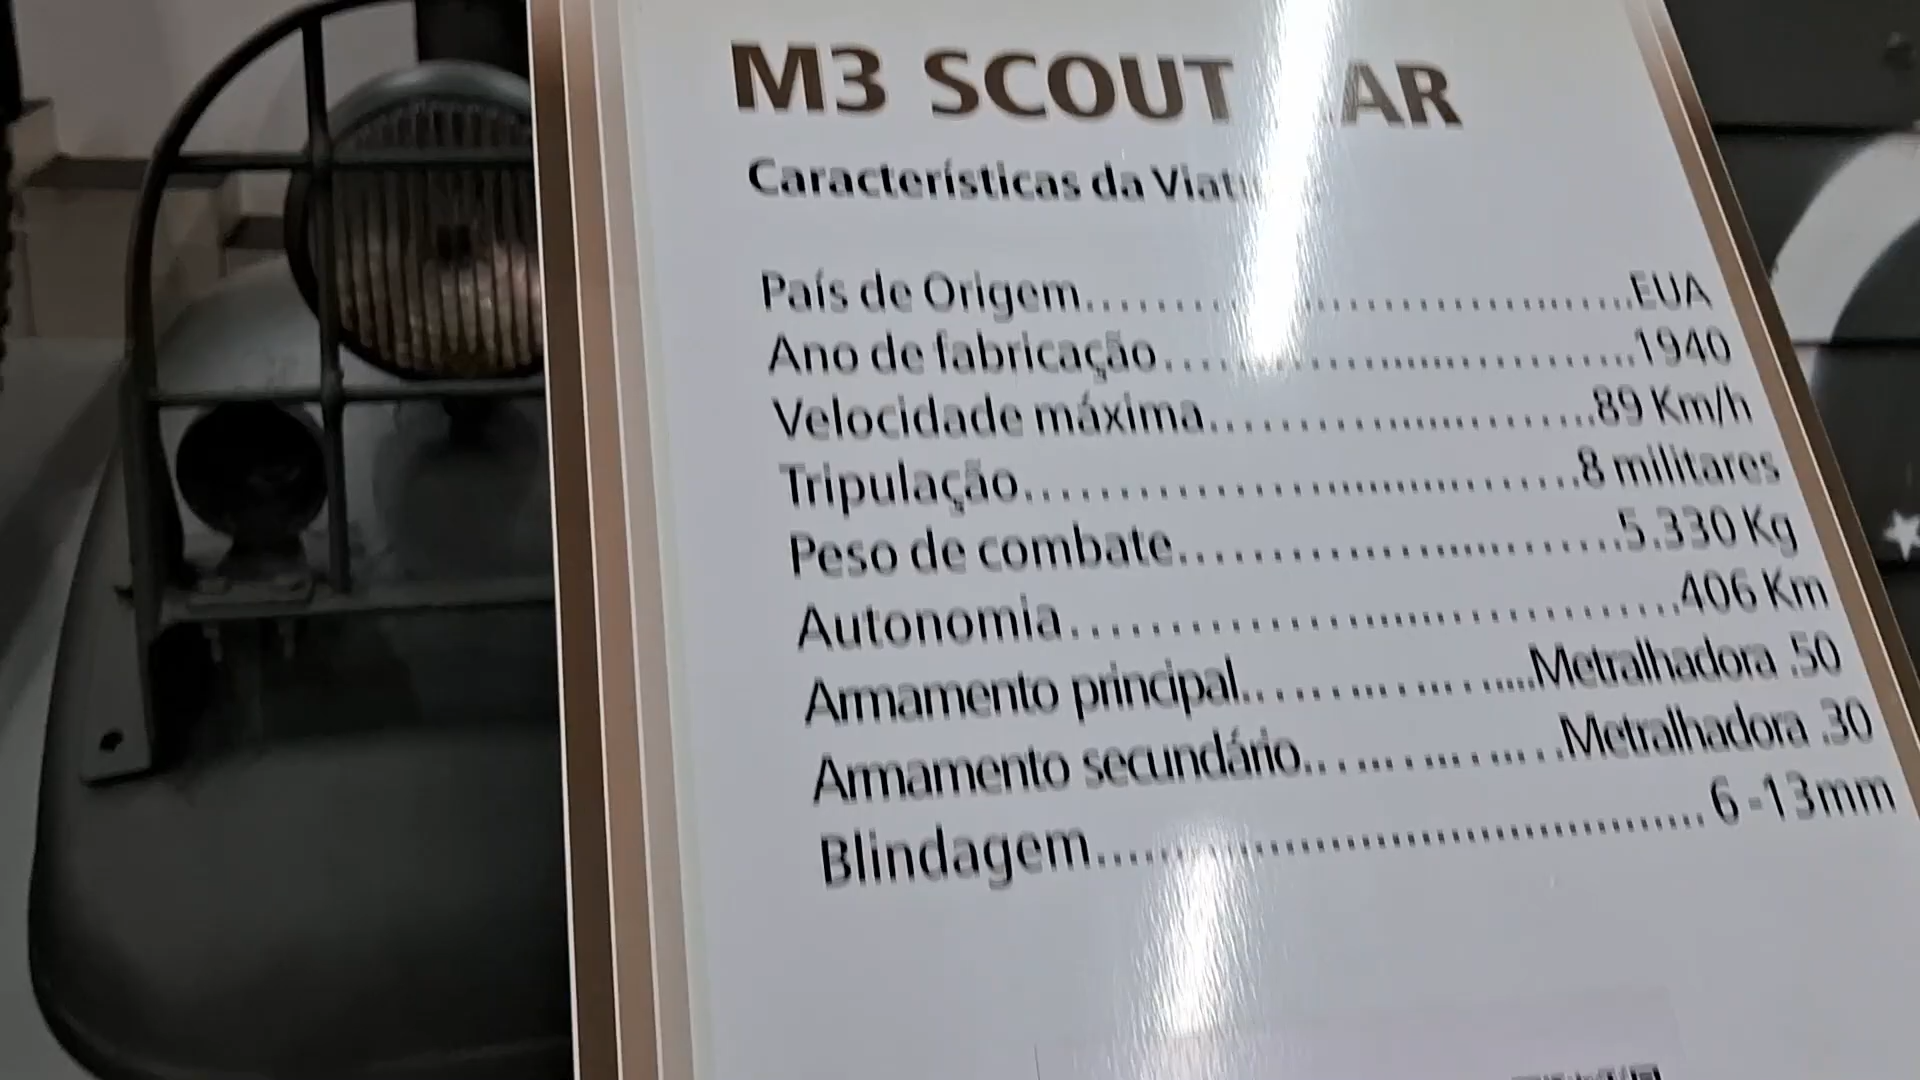 M3 SCOUT AR
Características da
País de Origem..............................EUA
Ano de fabricação..............................1940
Velocidade máxima..............................89 Km/h
Tripulação..............................8 militares
Peso de combate..............................5.330 Kg
Autonomia..............................406 Km
Armamento principal....................Metralhadora .50
Armamento secundário...............Metralhadora .30
Blindagem..............................6 -13mm